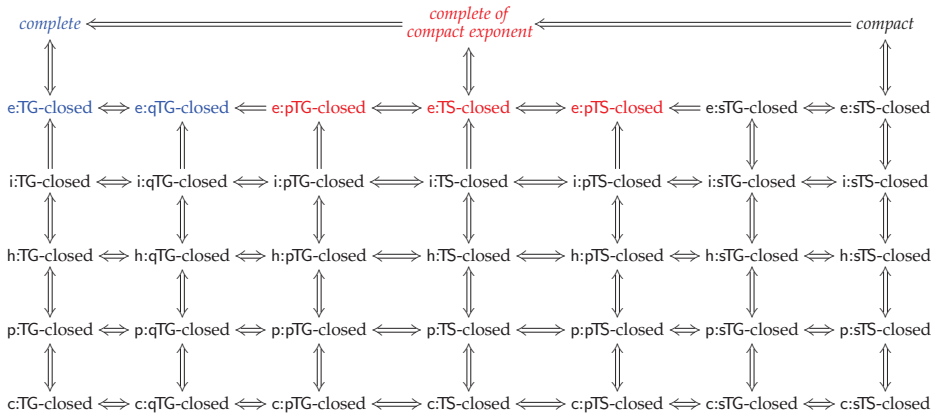 complete complete of compact
compact exponent
e:TG-closed e:qTG-closed e:pTG-closed e:TS-closed e:pTS-closed e:sTG-closed e:sTS-closed
i:TG-closed i:qTG-closed i:pTG-closed i:TS-closed i:pTS-closed i:sTG-closed i:sTS-closed
h:TG-closed h:qTG-closed h:pTG-closed h:TS-closed h:pTS-closed h:sTG-closed h:sTS-closed
p:TG-closed p:qTG-closed p:pTG-closed p:TS-closed p:pTS-closed p:sTG-closed p:sTS-closed
c:TG-closed c:qTG-closed c:pTG-closed c:TS-closed c:pTS-closed c:sTG-closed c:sTS-closed